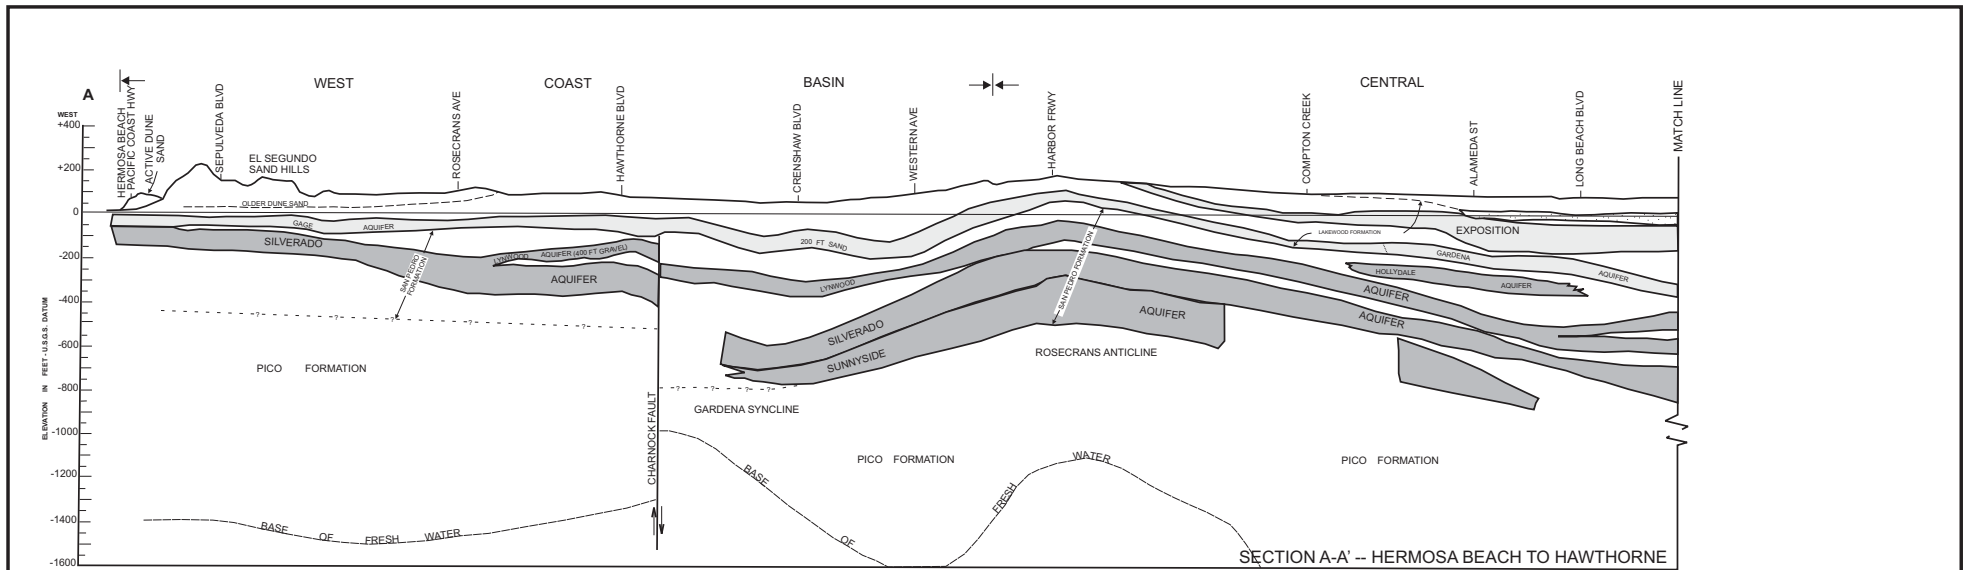 WEST COAST BASIN CENTRAL
A
WEST
HERMOSA BEACH
PACIFIC COAST HWY
ACTIVE DUNE
SAND
SEPULVEDA BLVD
ROSECRANS AVE
HAWTHORNE BLVD
CRENSHAW BLVD
WESTERN AVE
HARBOR FRWY
COMPTON CREEK
ALAMEDA ST
LONG BEACH BLVD
MATCH LINE
ELEVATION IN FEET - U.S.G.S. DATUM
+400
+200
0
-200
-400
-600
-800
-1000
-1200
-1400
-1600
EL SEGUNDO
SAND HILLS
OLDER DUNE SAND
GAGE AQUIFER
SILVERADO
SAN PEDRO
FORMATION
LYNWOOD AQUIFER (400 FT GRAVEL)
AQUIFER
200 FT SAND
LYNWOOD
SILVERADO
SUNNYSIDE
SAN PEDRO FORMATION
AQUIFER
LAKEWOOD FORMATION
EXPOSITION
GARDENA
AQUIFER
HOLLYDALE
AQUIFER
AQUIFER
AQUIFER
? ? ? ? ?
? ? ? ?
PICO FORMATION
CHARNOCK FAULT
GARDENA SYNCLINE
ROSECRANS ANTICLINE
PICO FORMATION
PICO FORMATION
BASE OF FRESH WATER
BASE OF FRESH WATER
SECTION A-A' -- HERMOSA BEACH TO HAWTHORNE